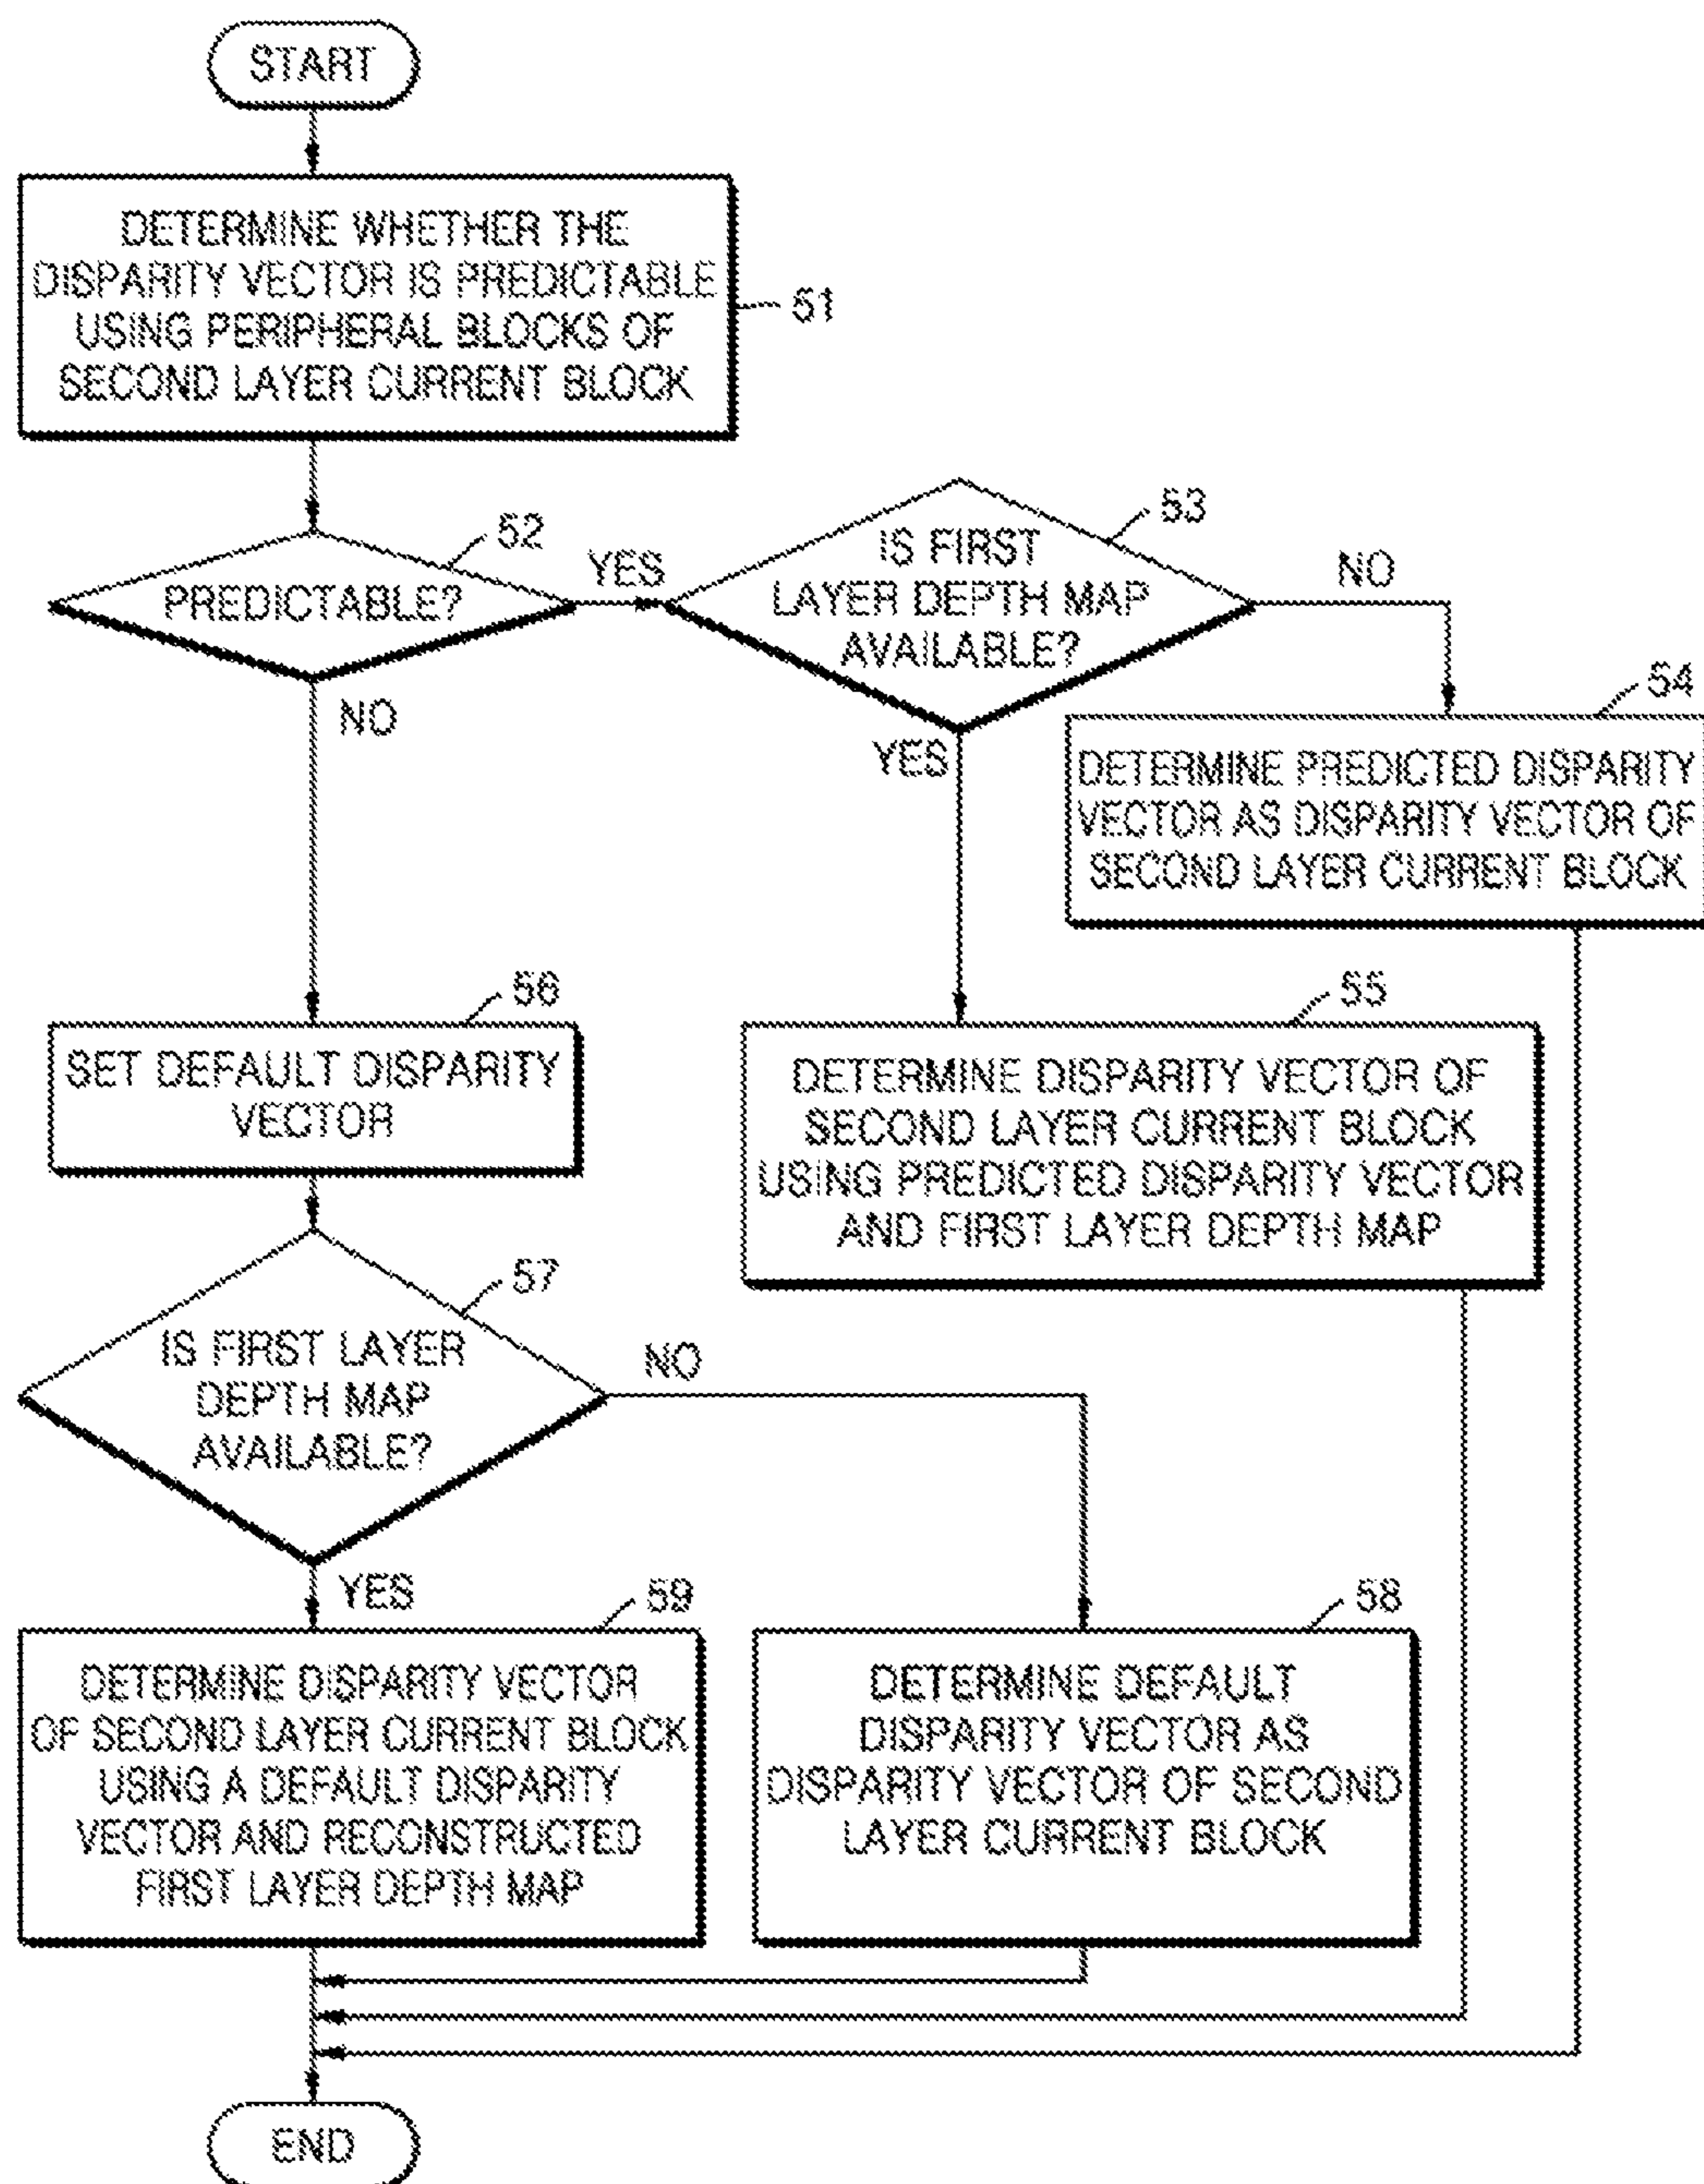 START
DETERMINE WHETHER THE
DISPARITY VECTOR IS PREDICTABLE
USING PERIPHERAL BLOCKS OF
SECOND LAYER CURRENT BLOCK
51
52
PREDICTABLE?
YES
NO
53
IS FIRST
LAYER DEPTH MAP
AVAILABLE?
NO
YES
54
DETERMINE PREDICTED DISPARITY
VECTOR AS DISPARITY VECTOR OF
SECOND LAYER CURRENT BLOCK
55
DETERMINE DISPARITY VECTOR OF
SECOND LAYER CURRENT BLOCK
USING PREDICTED DISPARITY VECTOR
AND FIRST LAYER DEPTH MAP
56
SET DEFAULT DISPARITY
VECTOR
57
IS FIRST LAYER
DEPTH MAP
AVAILABLE?
NO
YES
59
DETERMINE DISPARITY VECTOR
OF SECOND LAYER CURRENT BLOCK
USING A DEFAULT DISPARITY
VECTOR AND RECONSTRUCTED
FIRST LAYER DEPTH MAP
58
DETERMINE DEFAULT
DISPARITY VECTOR AS
DISPARITY VECTOR OF SECOND
LAYER CURRENT BLOCK
END